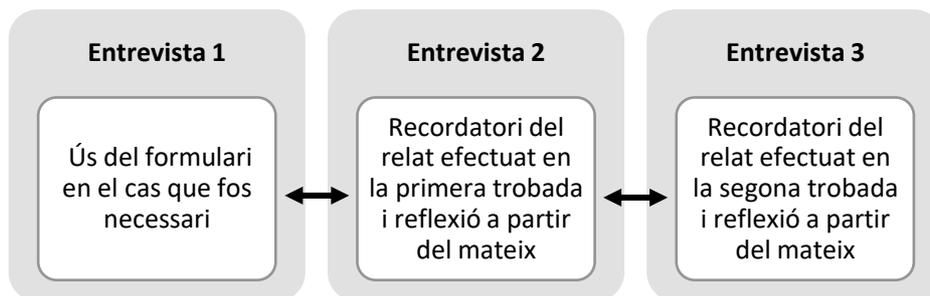 Entrevista 1
Ús del formulari
en el cas que fos
necessari
Entrevista 2
Recordatori del
relat efectuat en
la primera trobada
i reflexió a partir
del mateix
Entrevista 3
Recordatori del
relat efectuat en
la segona trobada
i reflexió a partir
del mateix